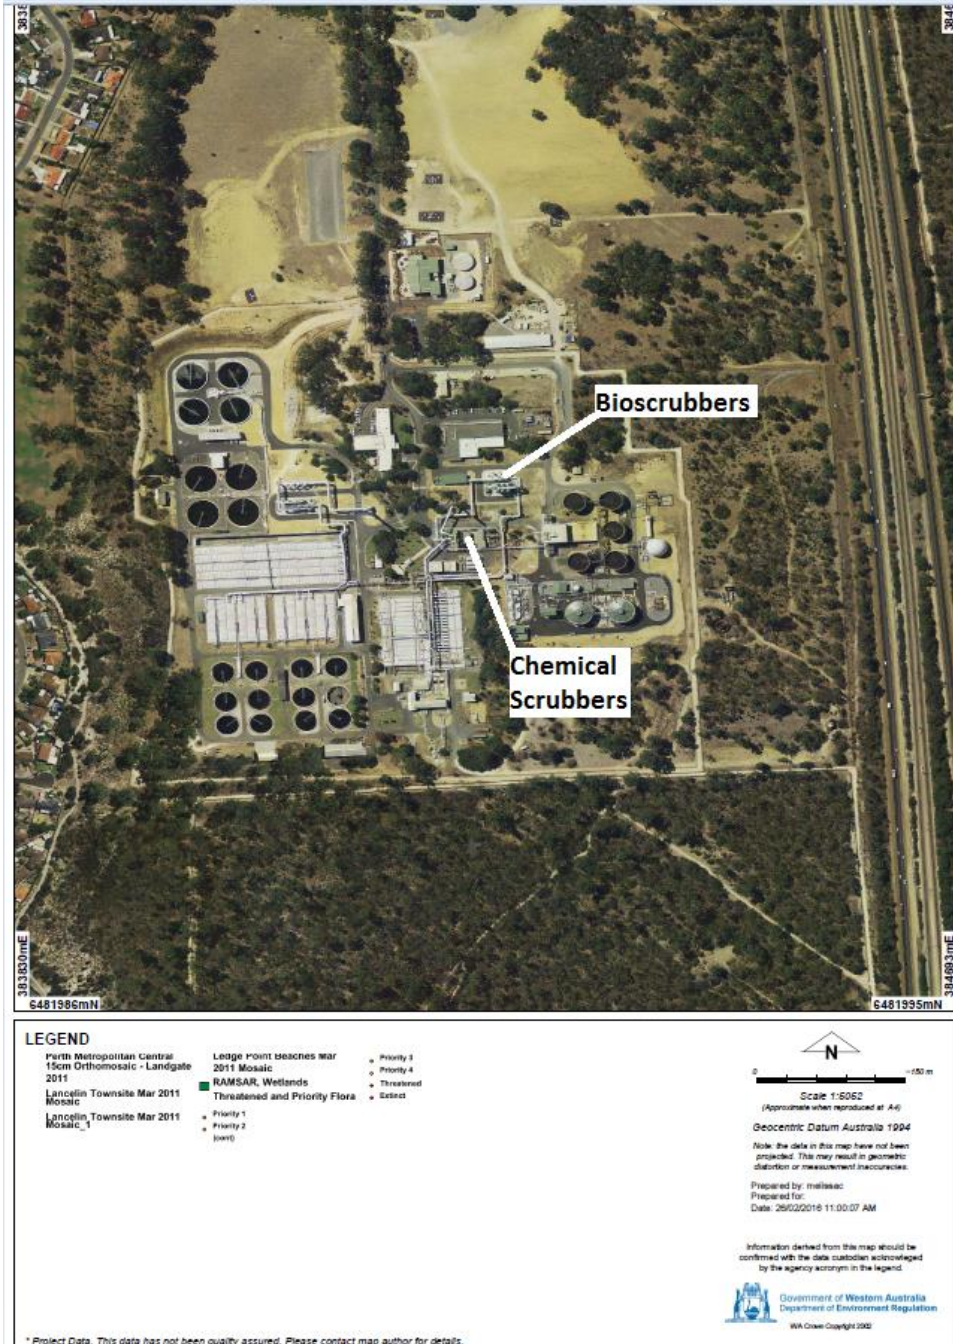 Bioscrubbers
Chemical
Scrubbers
383830mE
6481986mN
6481995mN
384693mE
LEGEND
Perth Metropolitan Central
15cm Orthomosaic - Landgate
2011
Lancelin Townsite Mar 2011
Mosaic
Lancelin Townsite Mar 2011
Mosaic_1
Ledge Point Beaches Mar
2011 Mosaic
RAMSAR, Wetlands
Threatened and Priority Flora
Priority 1
Priority 2
(cont)
Priority 3
Priority 4
Threatened
Extinct
N
0 ~150 m
Scale 1:5052
(Approximate when reproduced at A4)
Geocentric Datum Australia 1994
Note: the data in this map have not been
projected. This may result in geometric
distortion or measurement inaccuracies.
Prepared by: melissac
Prepared for:
Date: 26/02/2016 11:00:07 AM
Information derived from this map should be
confirmed with the data custodian acknowleged
by the agency acronym in the legend.
Government of Western Australia
Department of Environment Regulation
WA Crown Copyright 2002
* Project Data. This data has not been quality assured. Please contact map author for details.